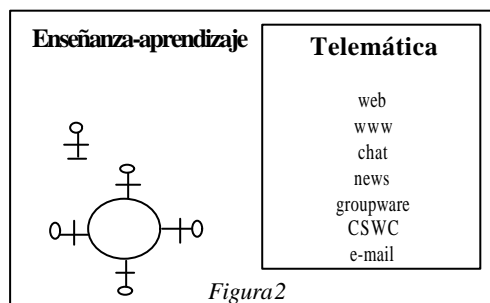 Enseñanza-aprendizaje
Telemática
web
www
chat
news
groupware
CSWC
e-mail
Figura2